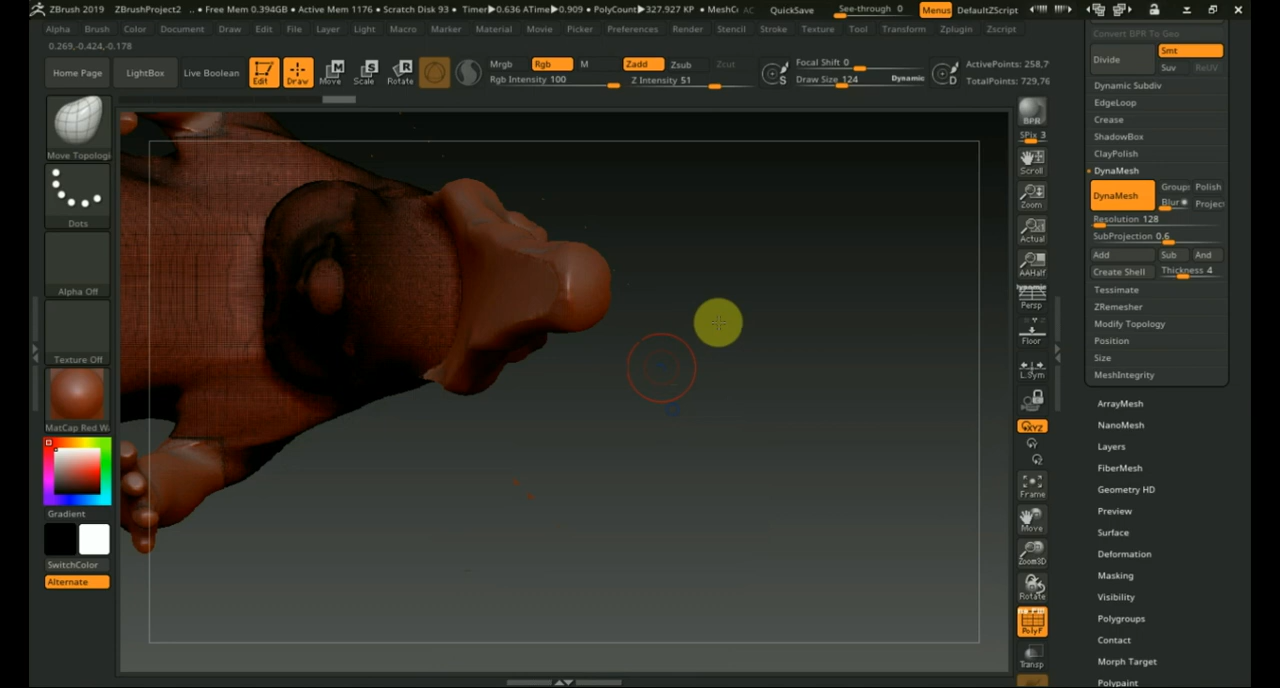 ZBrush 2019 ZBrushProject2 .. • Free Mem 0.394GB • Active Mem 1176 • Scratch Disk 93 • Timer▶0.636 ATime▶0.909 • PolyCount▶327.927 KP • MeshC AC QuickSave See-through 0 Menus DefaultZScript
Alpha Brush Color Document Draw Edit File Layer Light Macro Marker Material Movie Picker Preferences Render Stencil Stroke Texture Tool Transform Zplugin Zscript
0.269,-0.424,-0.178
Home Page LightBox Live Boolean Edit Draw Move Scale Rotate
Mrgb Rgb M Zadd Zsub Zcut Focal Shift 0 ActivePoints: 258,7
Rgb Intensity 100 Z Intensity 51 Draw Size 124 Dynamic TotalPoints: 729,76
S
D
Move Topologi
Dots
Alpha Off
Texture Off
MatCap Red Wa
Gradient
SwitchColor
Alternate
BPR
SPix 3
Scroll
Zoom
Actual
AAHalf
Dynamic
Persp
Floor
L.Sym
XYZ
Frame
Move
Zoom3D
Rotate
PolyF
Transp
Convert BPR To Geo
Divide Smt
Suv ReUV
Dynamic Subdiv
EdgeLoop
Crease
ShadowBox
ClayPolish
DynaMesh
DynaMesh Groups Polish
Blur Project
Resolution 128
SubProjection 0.6
Add Sub And
Create Shell Thickness 4
Tessimate
ZRemesher
Modify Topology
Position
Size
MeshIntegrity
ArrayMesh
NanoMesh
Layers
FiberMesh
Geometry HD
Preview
Surface
Deformation
Masking
Visibility
Polygroups
Contact
Morph Target
Polypaint